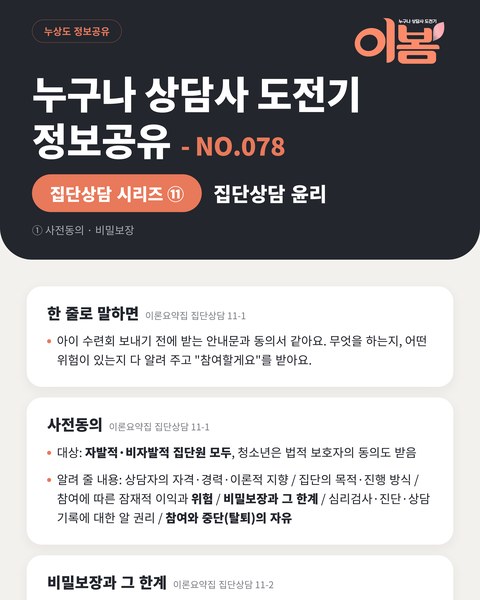 누상도 정보공유
누구나 상담사 도전기
이봄
누구나 상담사 도전기
정보공유 - NO.078
집단상담 시리즈 ⑪ 집단상담 윤리
① 사전동의 · 비밀보장
한 줄로 말하면 이론요약집 집단상담 11-1
• 아이 수련회 보내기 전에 받는 안내문과 동의서 같아요. 무엇을 하는지, 어떤
위험이 있는지 다 알려 주고 "참여할게요"를 받아요.
사전동의 이론요약집 집단상담 11-1
• 대상: 자발적·비자발적 집단원 모두, 청소년은 법적 보호자의 동의도 받음
• 알려 줄 내용: 상담자의 자격·경력·이론적 지향 / 집단의 목적·진행 방식 /
참여에 따른 잠재적 이익과 위험 / 비밀보장과 그 한계 / 심리검사·진단·상담
기록에 대한 알 권리 / 참여와 중단(탈퇴)의 자유
비밀보장과 그 한계 이론요약집 집단상담 11-2